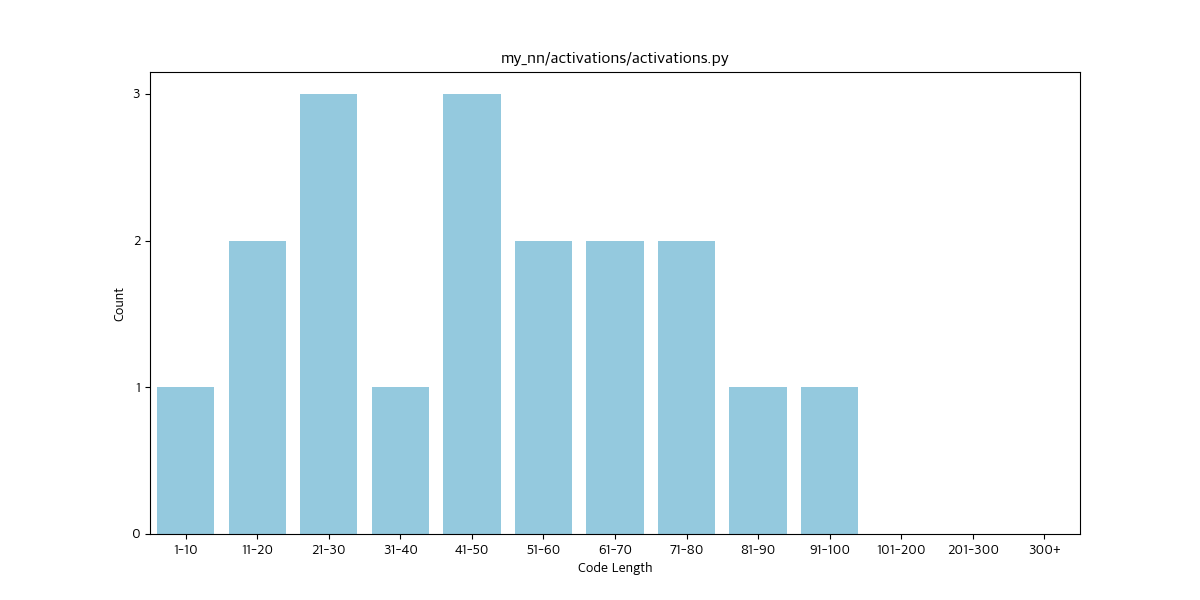 my_nn/activations/activations.py
Count
3
2
1
0
1-10 11-20 21-30 31-40 41-50 51-60 61-70 71-80 81-90 91-100 101-200 201-300 300+
Code Length